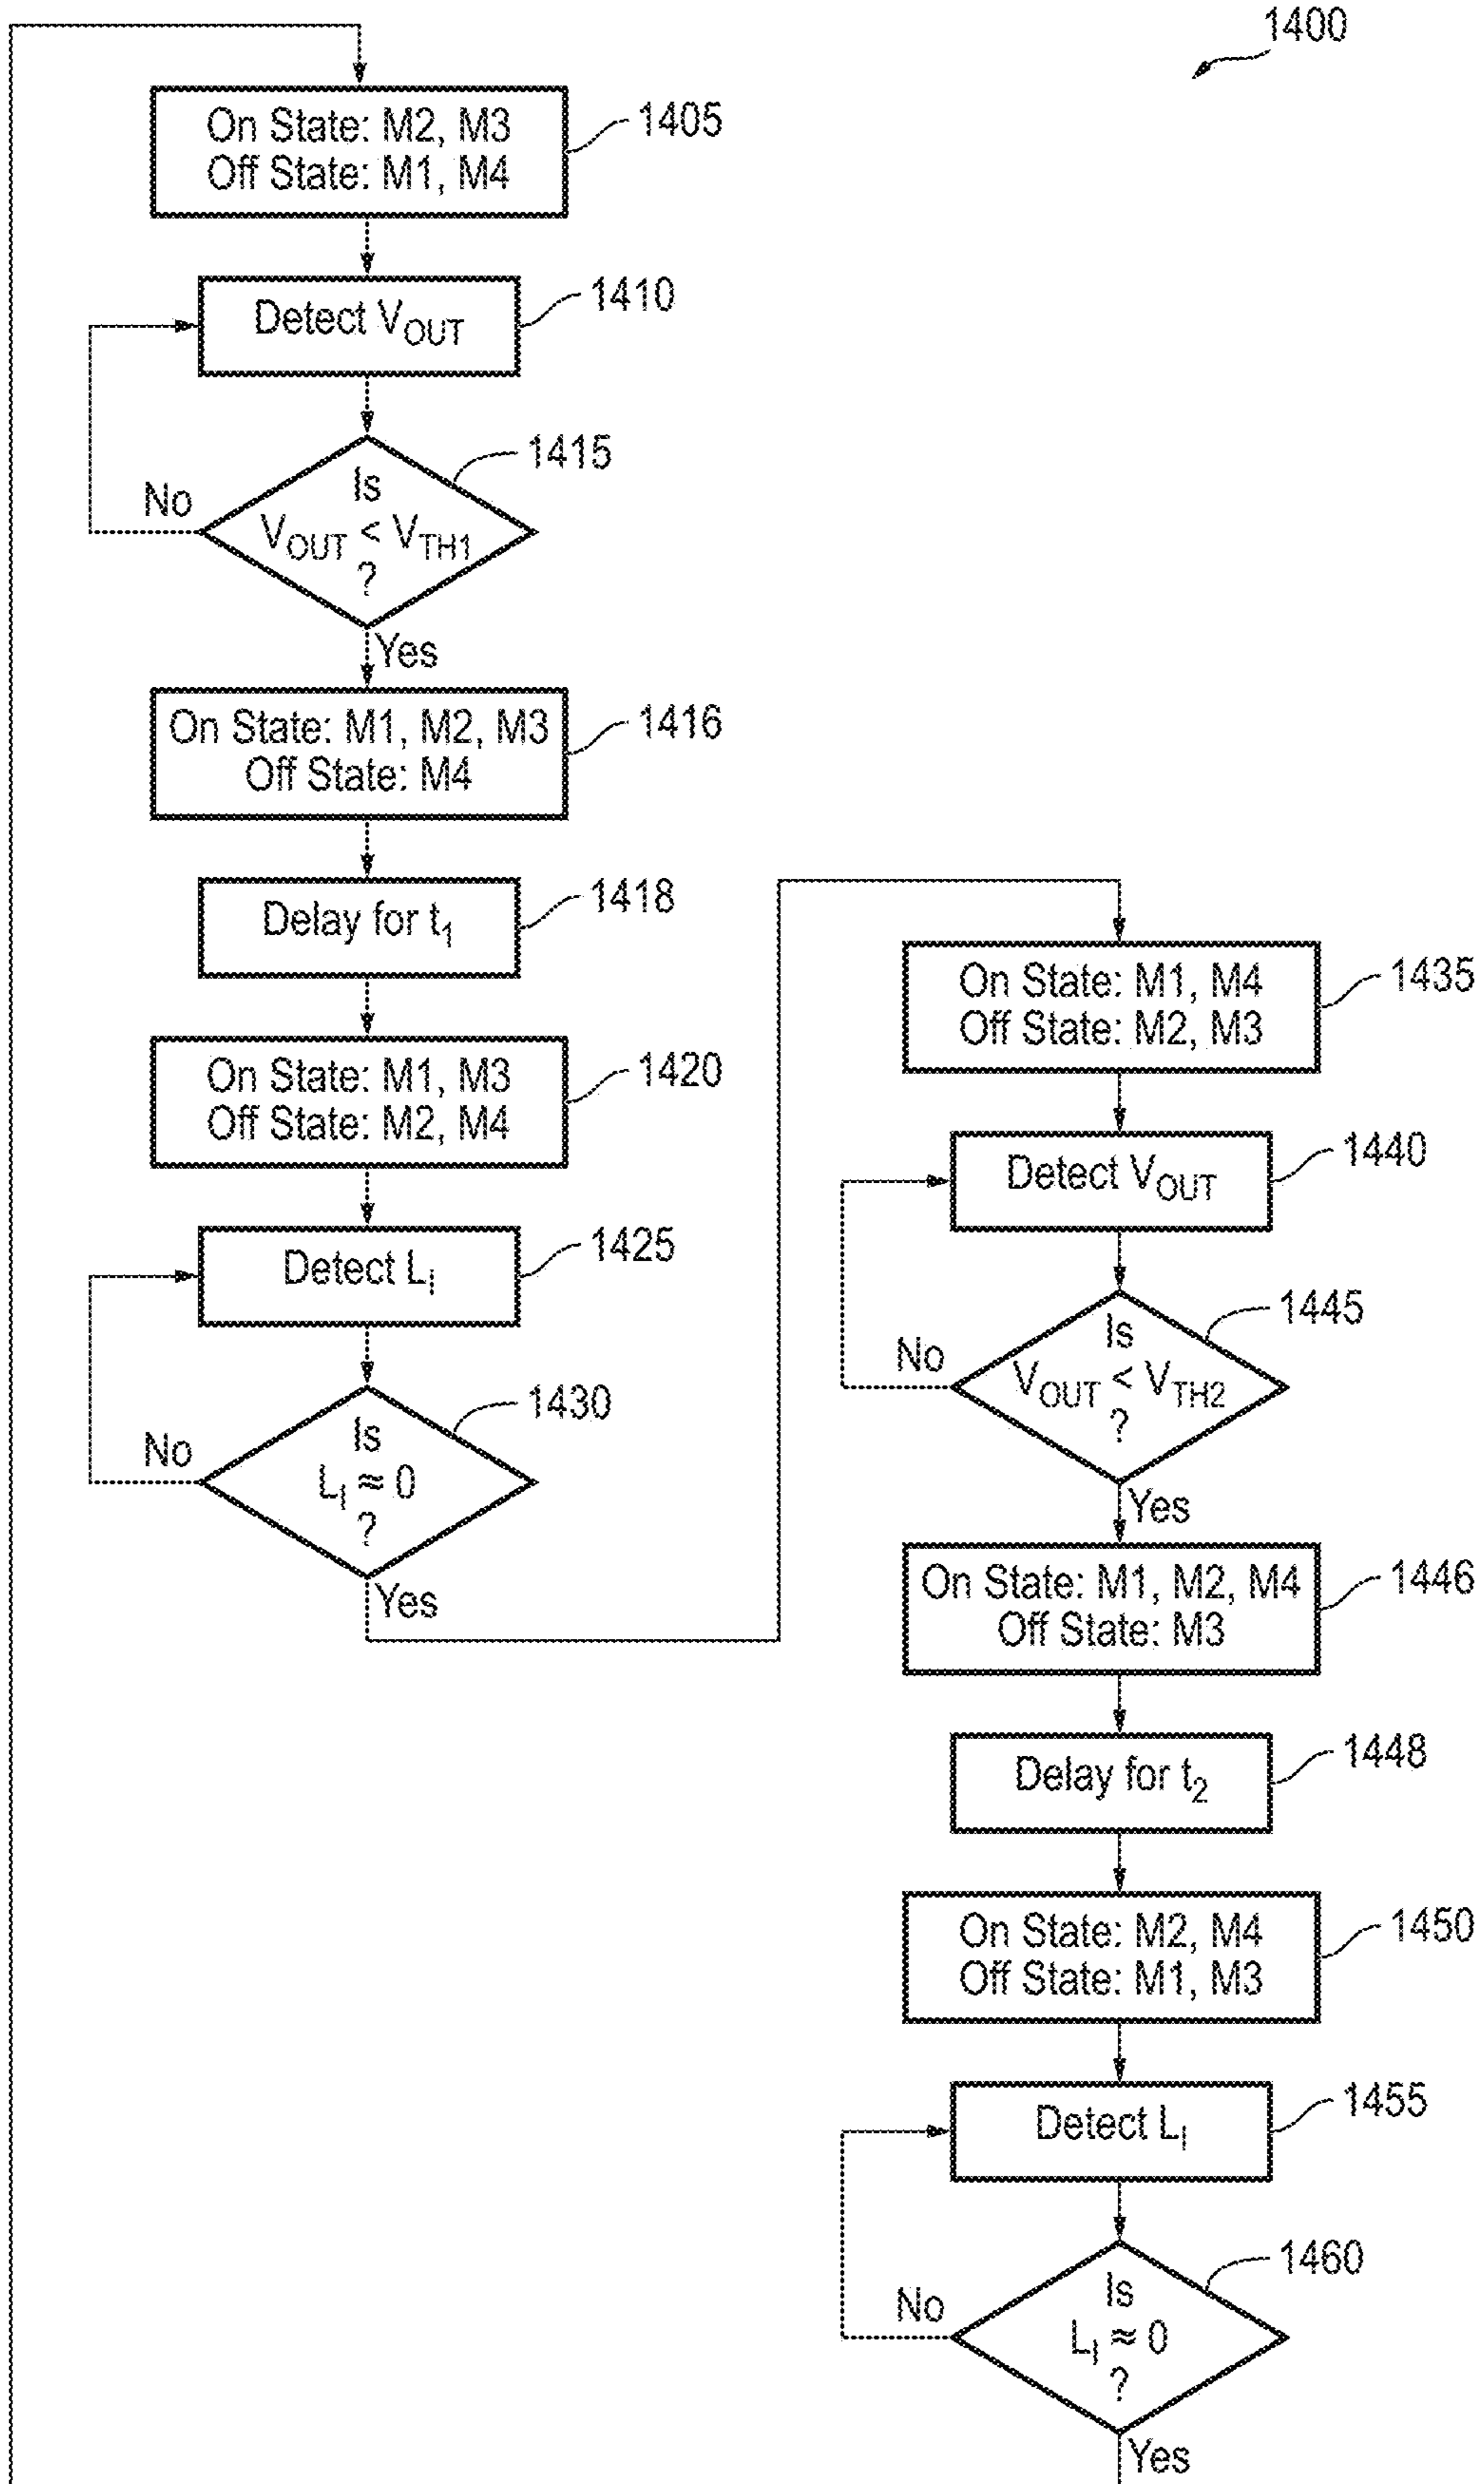 1400
On State: M2, M3
Off State: M1, M4
1405
Detect VOUT
1410
Is
VOUT < VTH1
?
1415
No
Yes
On State: M1, M2, M3
Off State: M4
1416
Delay for t1
1418
On State: M1, M3
Off State: M2, M4
1420
Detect Li
1425
Is
Li ≈ 0
?
1430
No
Yes
On State: M1, M4
Off State: M2, M3
1435
Detect VOUT
1440
Is
VOUT < VTH2
?
1445
No
Yes
On State: M1, M2, M4
Off State: M3
1446
Delay for t2
1448
On State: M2, M4
Off State: M1, M3
1450
Detect Li
1455
Is
Li ≈ 0
?
1460
No
Yes